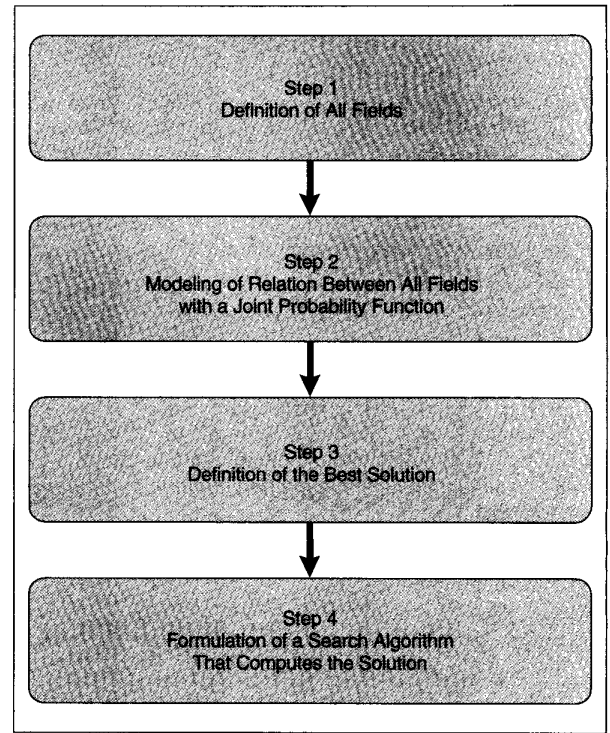 Step 1
Definition of All Fields
Step 2
Modeling of Relation Between All Fields
with a Joint Probability Function
Step 3
Definition of the Best Solution
Step 4
Formulation of a Search Algorithm
That Computes the Solution